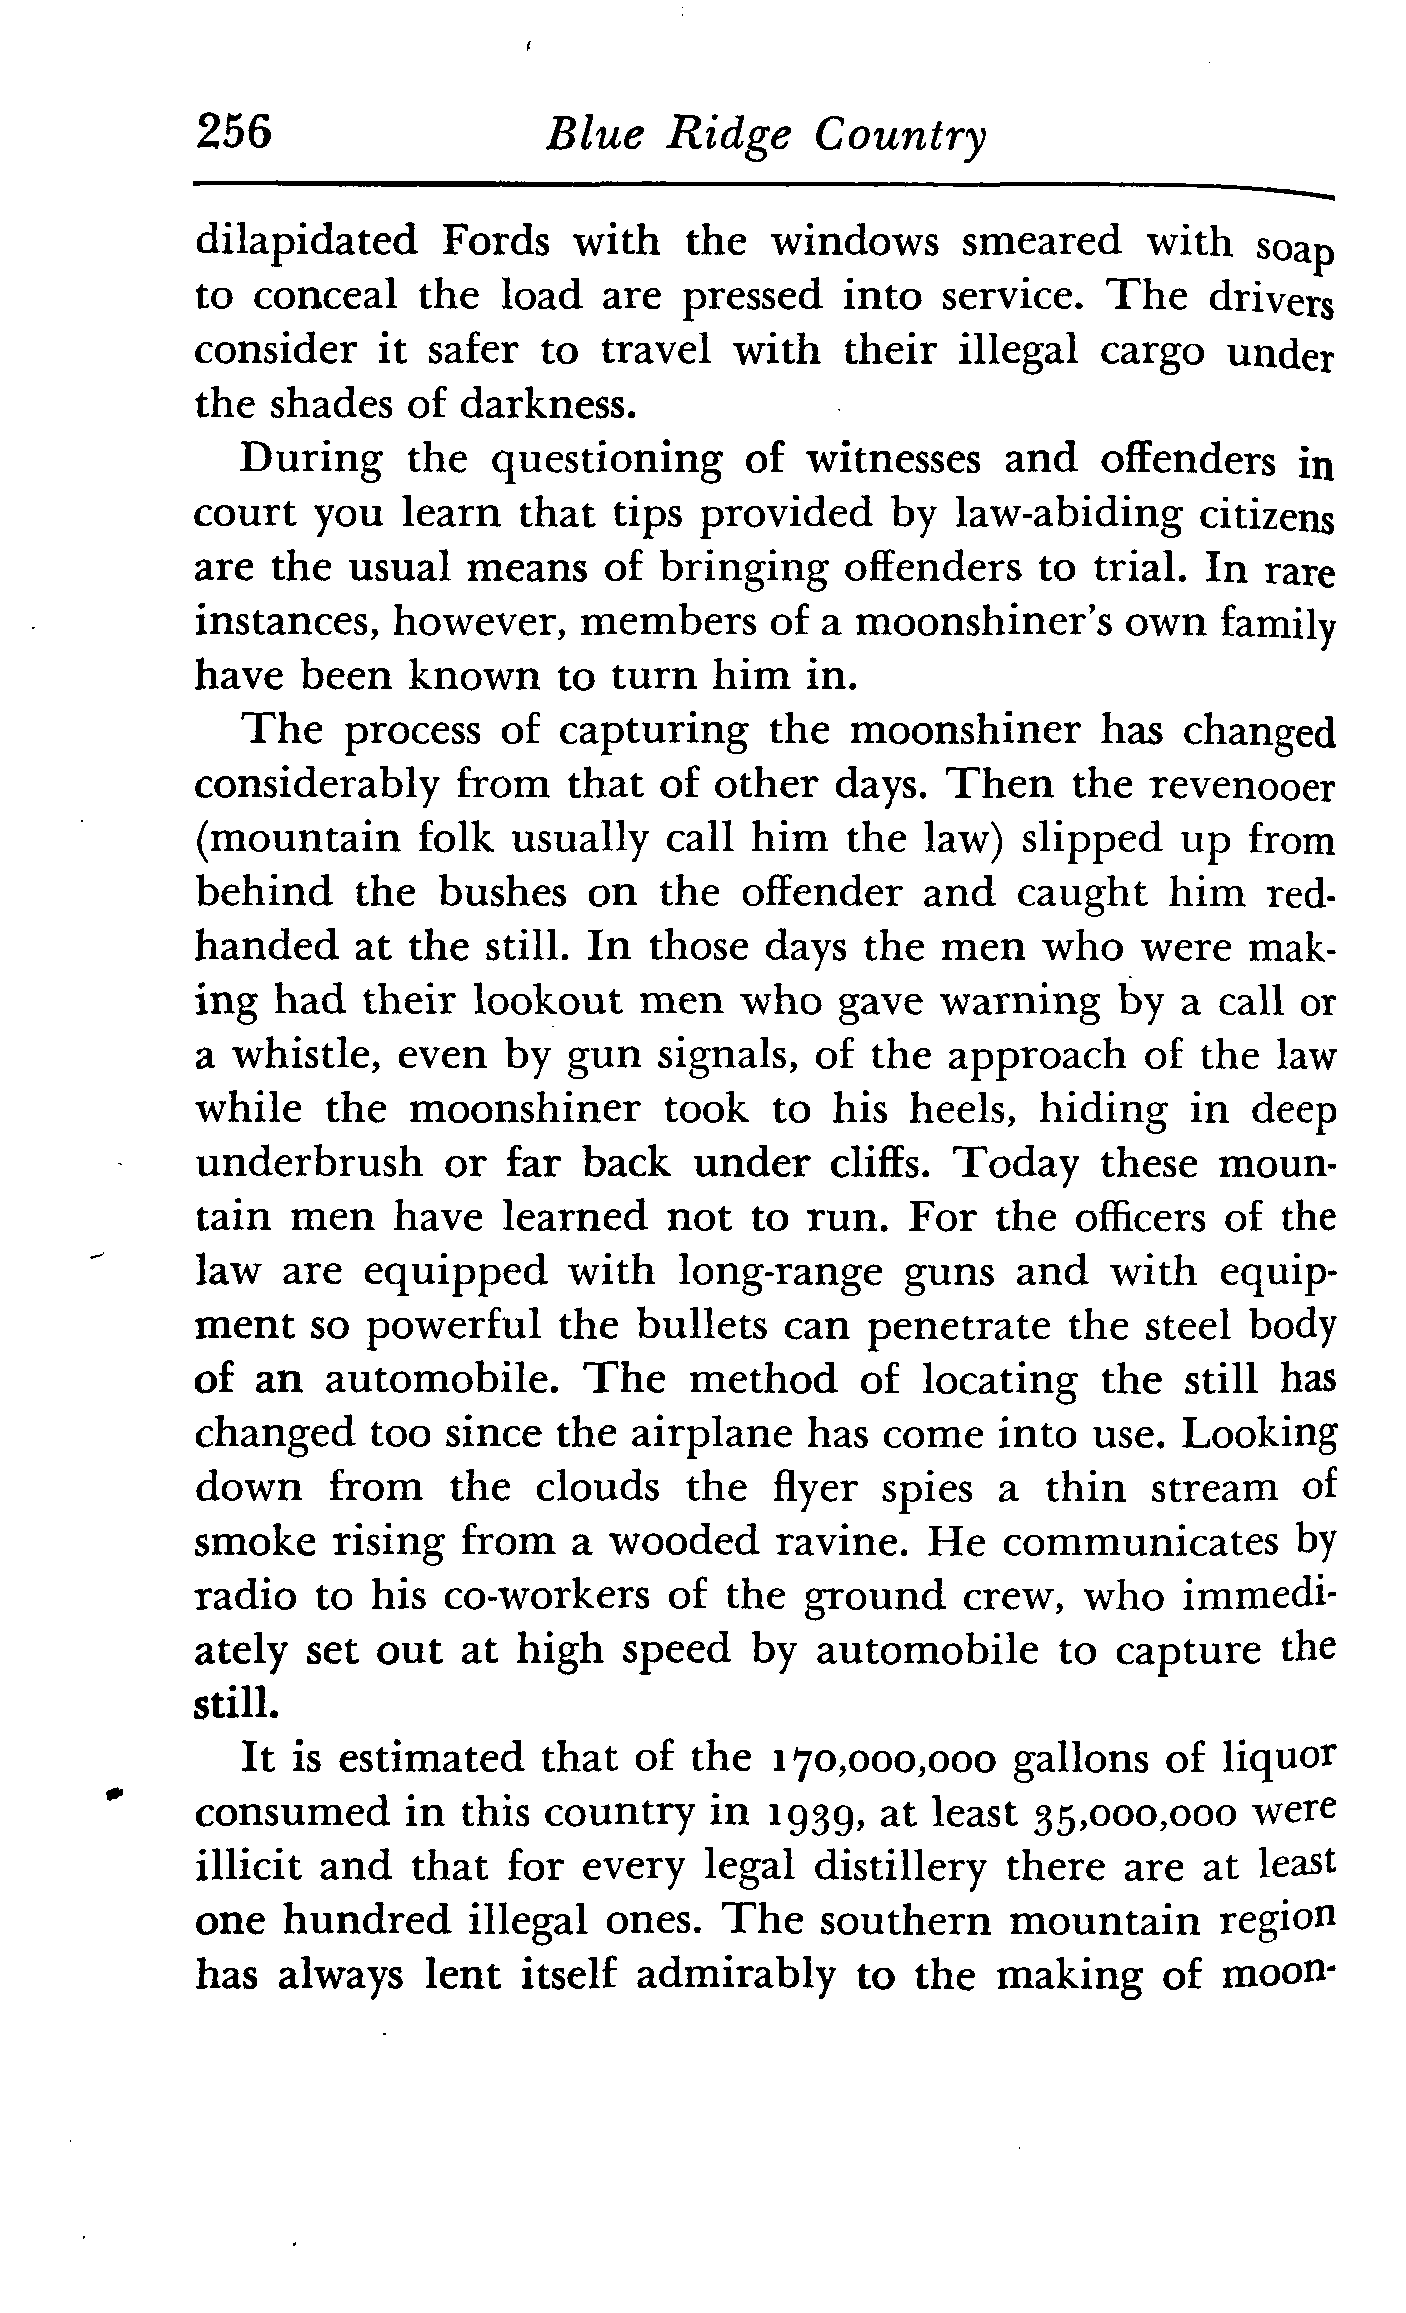 256 Blue Ridge Country
dilapidated Fords with the windows smeared with soap
to conceal the load are pressed into service. The drivers
consider it safer to travel with their illegal cargo under
the shades of darkness.
During the questioning of witnesses and offenders in
court you learn that tips provided by law-abiding citizens
are the usual means of bringing offenders to trial. In rare
instances, however, members of a moonshiner's own family
have been known to turn him in.
The process of capturing the moonshiner has changed
considerably from that of other days. Then the revenooer
(mountain folk usually call him the law) slipped up from
behind the bushes on the offender and caught him red-
handed at the still. In those days the men who were mak-
ing had their lookout men who gave warning by a call or
a whistle, even by gun signals, of the approach of the law
while the moonshiner took to his heels, hiding in deep
underbrush or far back under cliffs. Today these moun-
tain men have learned not to run. For the officers of the
law are equipped with long-range guns and with equip-
ment so powerful the bullets can penetrate the steel body
of an automobile. The method of locating the still has
changed too since the airplane has come into use. Looking
down from the clouds the flyer spies a thin stream of
smoke rising from a wooded ravine. He communicates by
radio to his co-workers of the ground crew, who immedi-
ately set out at high speed by automobile to capture the
still.
It is estimated that of the 170,000,000 gallons of liquor
consumed in this country in 1939, at least 35,000,000 were
illicit and that for every legal distillery there are at least
one hundred illegal ones. The southern mountain region
has always lent itself admirably to the making of moon-